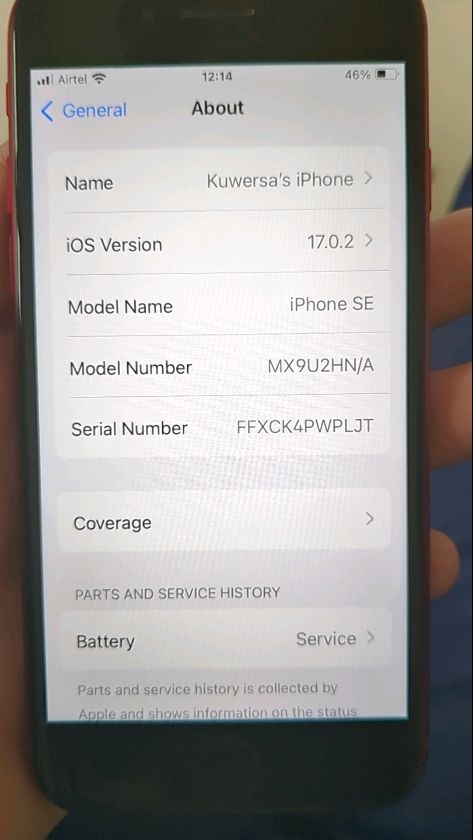 Airtel 12:14 46%
General About
Name Kuwersa's iPhone
iOS Version 17.0.2
Model Name iPhone SE
Model Number MX9U2HN/A
Serial Number FFXCK4PWPLJT
Coverage
PARTS AND SERVICE HISTORY
Battery Service
Parts and service history is collected by
Apple and shows information on the status